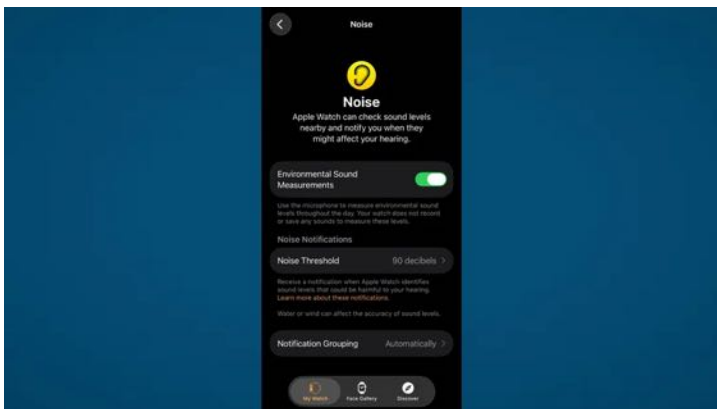 Noise
Noise
Apple Watch can check sound levels
nearby and notify you when they
might affect your hearing.
Environmental Sound
Measurements
Use the microphone to measure environmental sound
levels throughout the day. Your watch does not record
or save any sounds to measure these levels.
Noise Notifications
Noise Threshold 90 decibels
Receive a notification when Apple Watch identifies
sound levels that could be harmful to your hearing.
Learn more about these notifications.
Water or wind can affect the accuracy of sound levels.
Notification Grouping Automatically
My Watch Face Gallery Discover